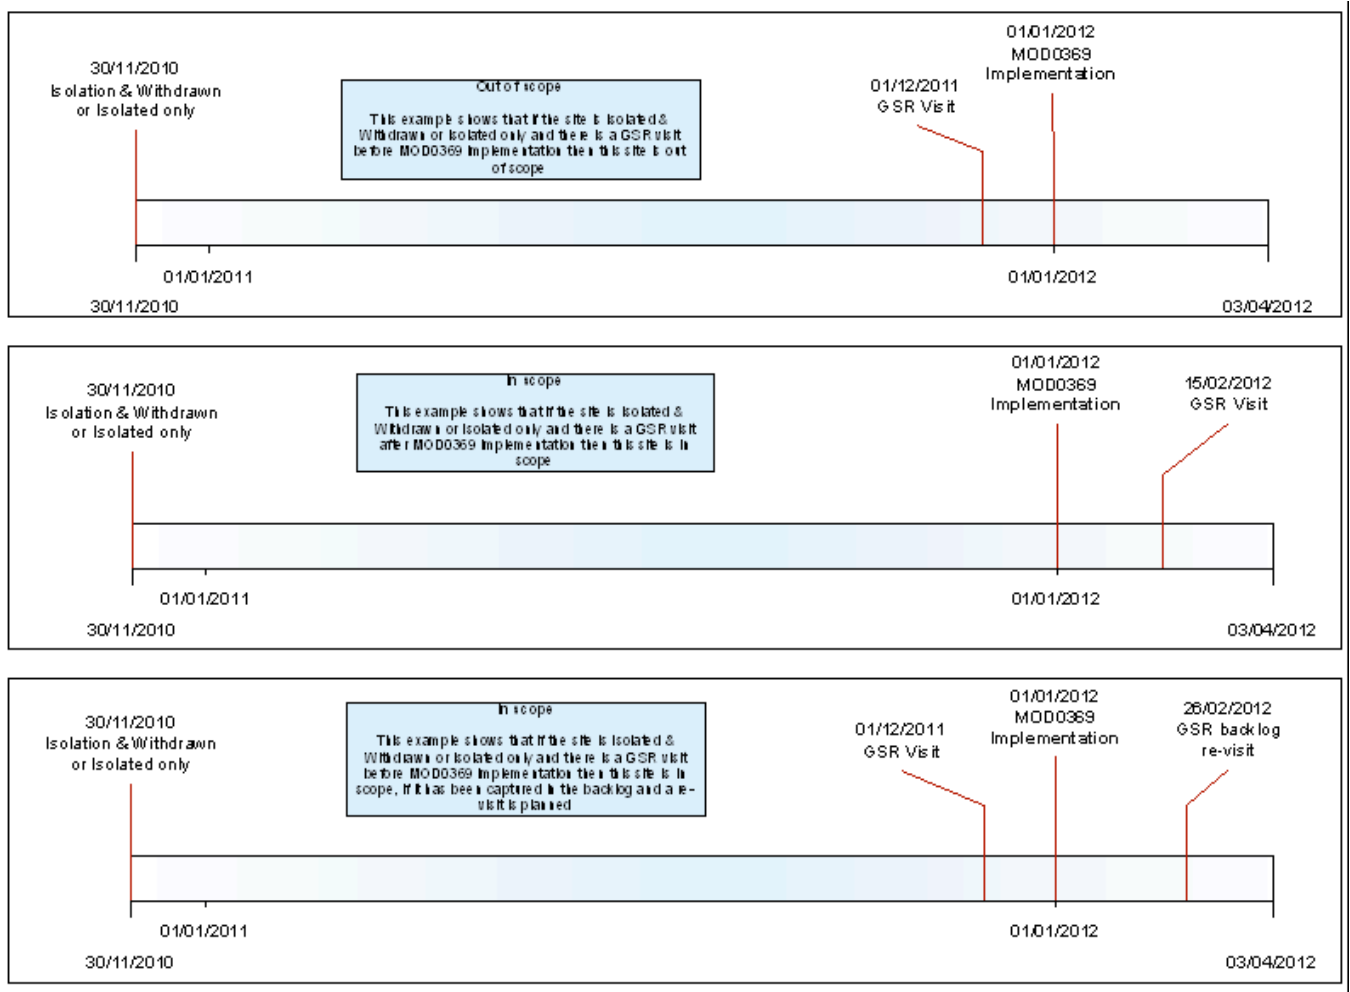 30/11/2010
Isolation & Withdrawn
or Isolated only
Out of scope
This example shows that if the site is Isolated &
Withdrawn or Isolated only and there is a GSR visit
before MOD0369 Implementation then this site is out
of scope
01/12/2011
GSR Visit
01/01/2012
MOD0369
Implementation
01/01/2011
01/01/2012
30/11/2010
03/04/2012
30/11/2010
Isolation & Withdrawn
or Isolated only
In scope
This example shows that if the site is Isolated &
Withdrawn or Isolated only and there is a GSR visit
after MOD0369 Implementation then this site is in
scope
01/01/2012
MOD0369
Implementation
15/02/2012
GSR Visit
01/01/2011
01/01/2012
30/11/2010
03/04/2012
30/11/2010
Isolation & Withdrawn
or Isolated only
In scope
This example shows that if the site is Isolated &
Withdrawn or Isolated only and there is a GSR visit
before MOD0369 Implementation then this site is in
scope, if it has been captured in the backlog and a re-
visit is planned
01/12/2011
GSR Visit
01/01/2012
MOD0369
Implementation
26/02/2012
GSR backlog
re-visit
01/01/2011
01/01/2012
30/11/2010
03/04/2012